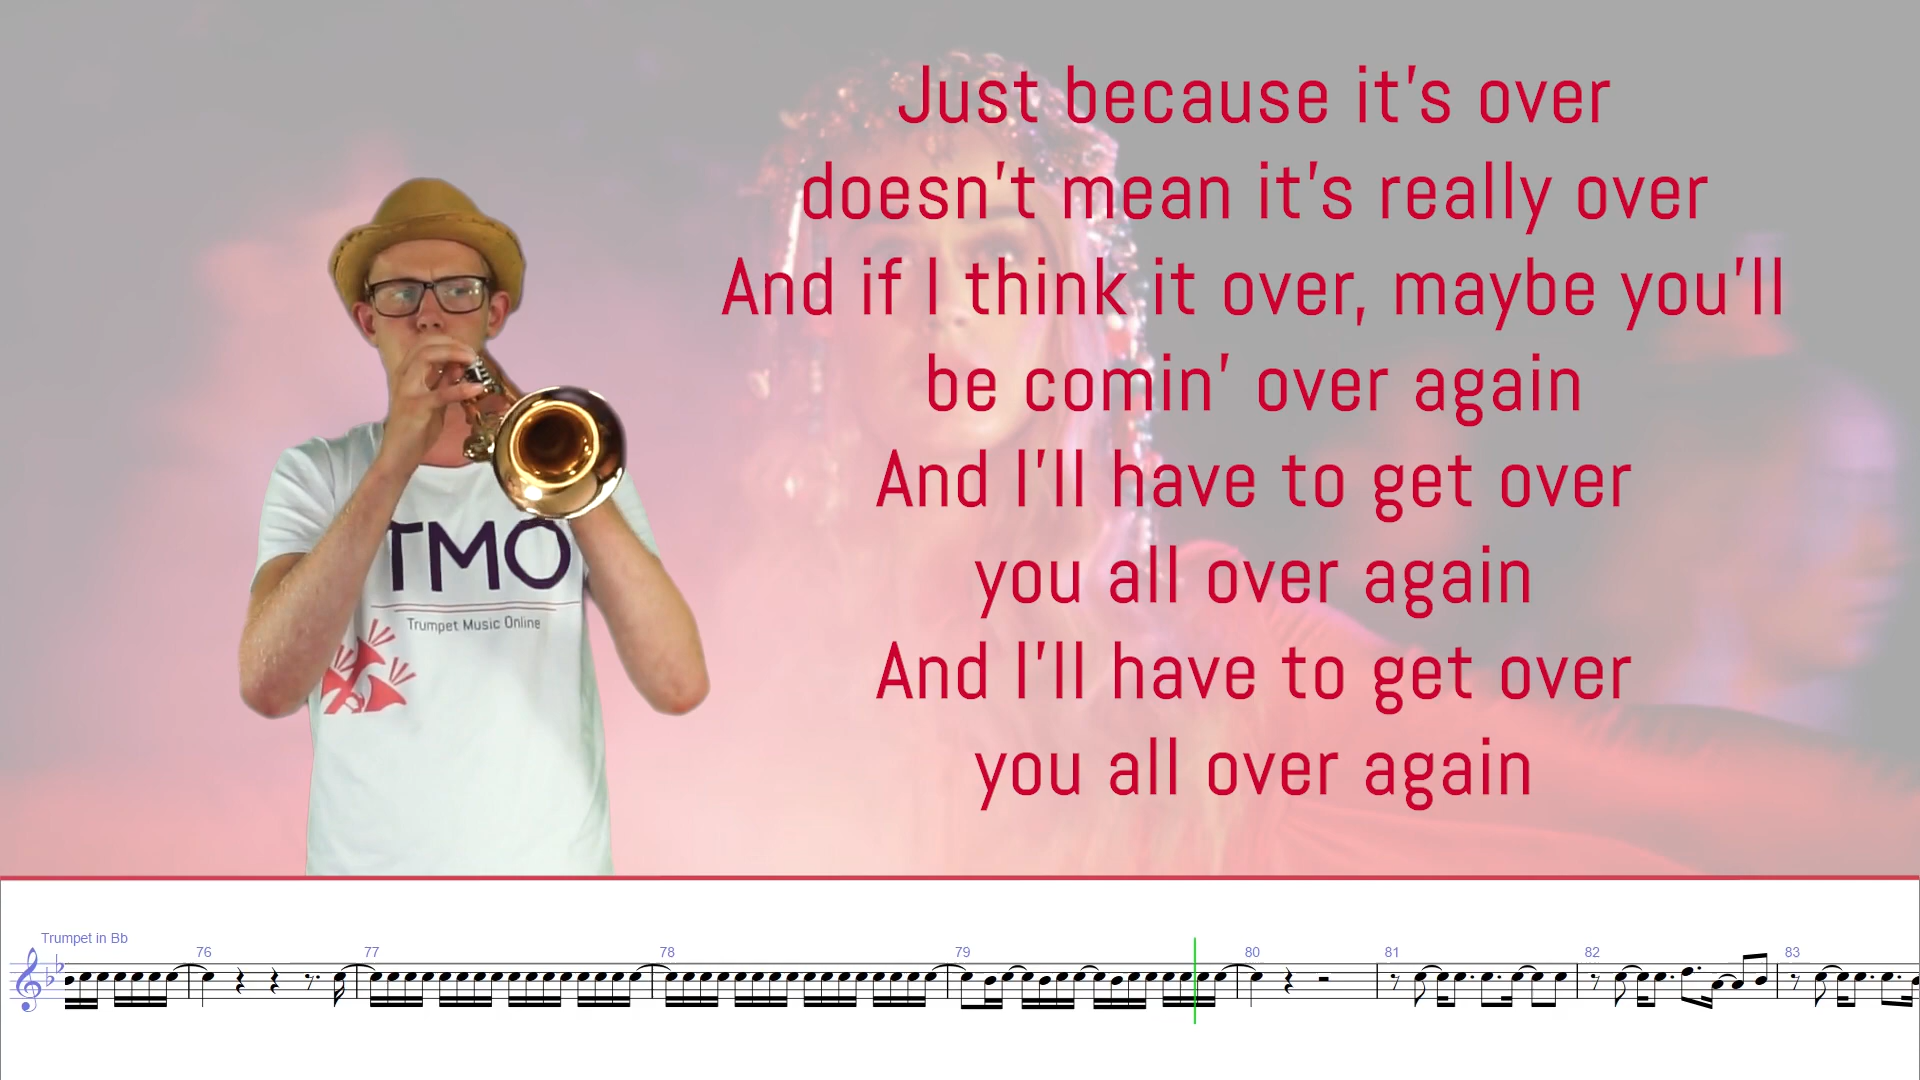 Just because it's over
doesn't mean it's really over
And if I think it over, maybe you'll
be comin' over again
And I'll have to get over
you all over again
And I'll have to get over
you all over again
TMO
Trumpet Music Online
Trumpet in Bb
76 77 78 79 80 81 82 83